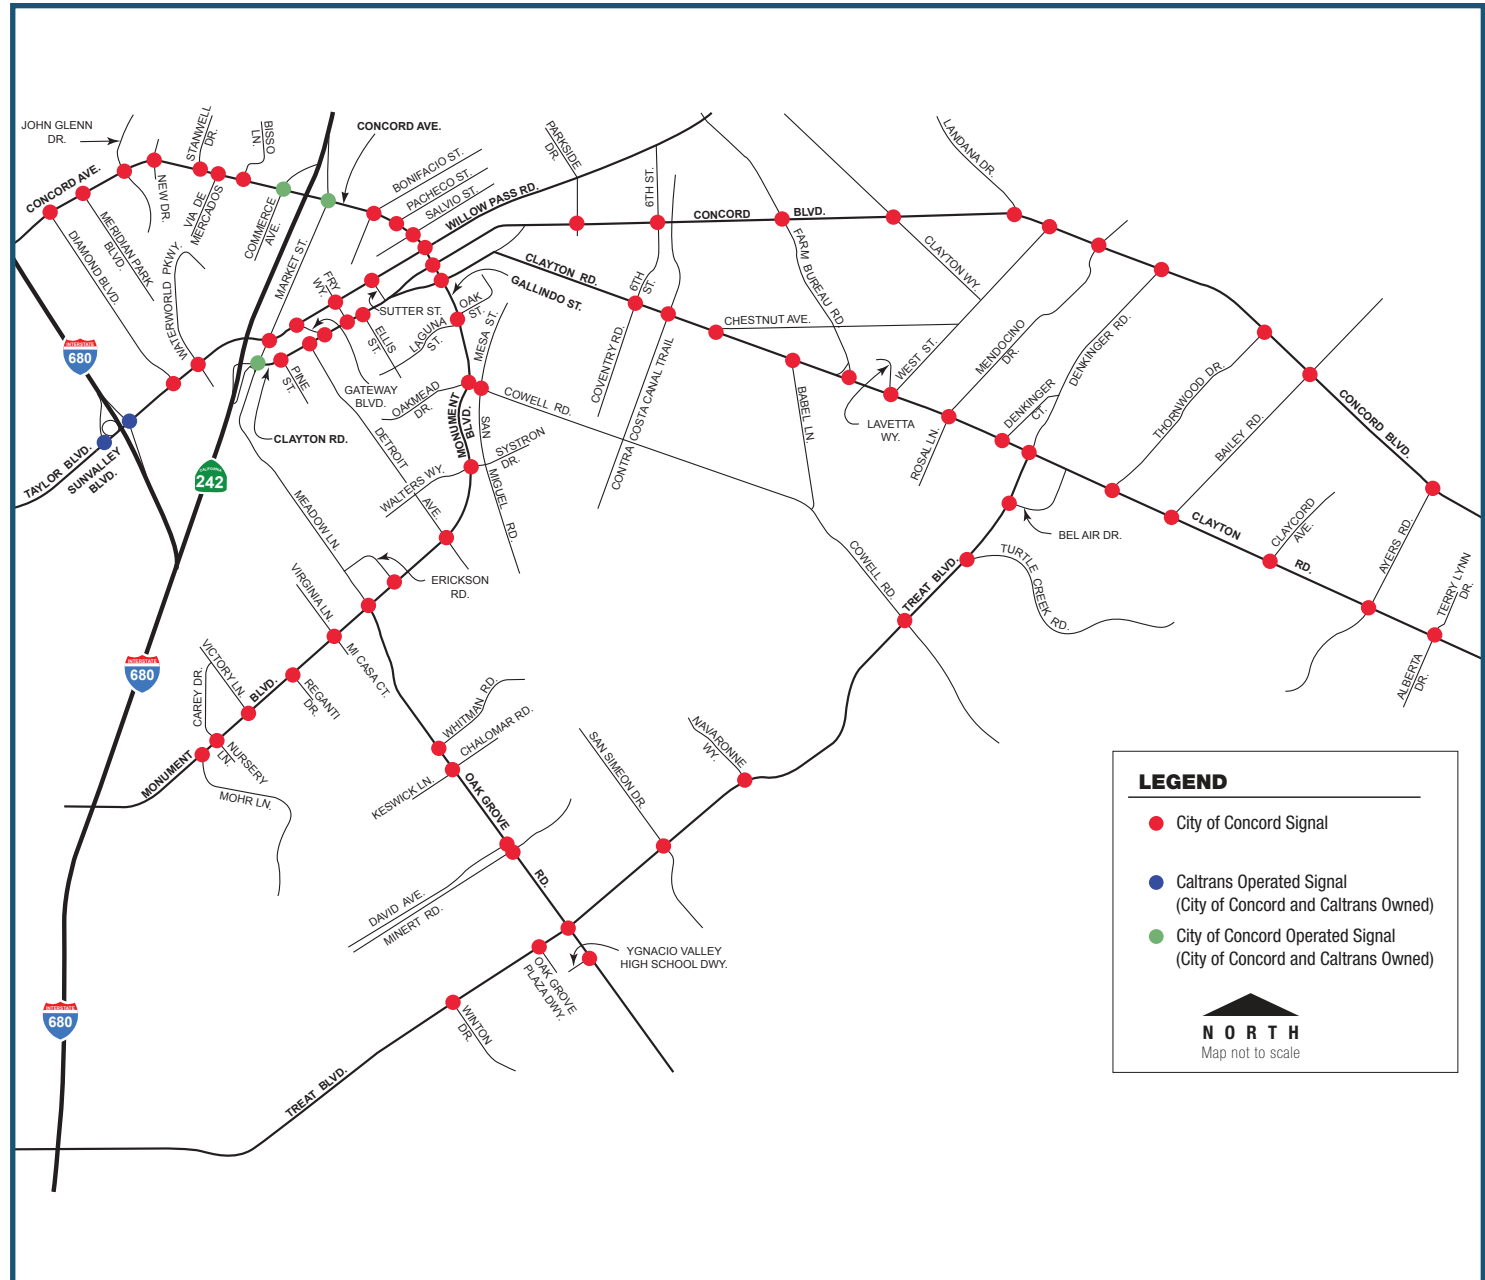 JOHN GLENN
DR.
CONCORD AVE.
MERIDIAN PARK
BLVD.
DIAMOND BLVD.
NEW DR.
STANWELL
DR.
VIA DE
MERCADOS
BISSO
LN.
COMMERCE
AVE.
WATERWORLD PKWY.
MARKET ST.
CONCORD AVE.
BONIFACIO ST.
PACHECO ST.
SALVIO ST.
WILLOW PASS RD.
PARKSIDE
DR.
6TH ST.
CONCORD BLVD.
LANDANA DR.
FARM BUREAU RD.
CLAYTON WY.
CLAYTON RD.
GALLINDO ST.
6TH
ST.
FRY
WY.
SUTTER ST.
ELLIS
ST.
LAGUNA
ST.
OAK
ST.
MESA ST.
CHESTNUT AVE.
COVENTRY RD.
CONTRA COSTA CANAL TRAIL
WEST ST.
MENDOCINO
DR.
DENKINGER RD.
DENKINGER
CT.
THORNWOOD DR.
BAILEY RD.
CONCORD BLVD.
INTERSTATE
680
PINE
ST.
GATEWAY
BLVD.
OAKMEAD
DR.
MONUMENT
BLVD.
COWELL RD.
SAN MIGUEL RD.
SYSTRON
DR.
WALTERS WY.
DETROIT AVE.
BABEL LN.
LAVETTA
WY.
ROSAL LN.
CLAYTON RD.
TAYLOR BLVD.
SUNVALLEY
BLVD.
CALIFORNIA
242
MEADOW LN.
BEL AIR DR.
CLAYTON RD.
CLAYCORD
AVE.
AYERS RD.
TERRY LYNN
DR.
ALBERTA
DR.
ERICKSON
RD.
COWELL RD.
TREAT BLVD.
TURTLE CREEK RD.
VIRGINIA LN.
MI CASA CT.
INTERSTATE
680
VICTORY LN.
CAREY DR.
REGANTI
DR.
MONUMENT BLVD.
NURSERY
LN.
MOHR LN.
WHITMAN RD.
CHALOMAR RD.
KESWICK LN.
OAK GROVE RD.
SAN SIMEON DR.
NAVARONNE
WY.
DAVID AVE.
MINERT RD.
YGNACIO VALLEY
HIGH SCHOOL DWY.
OAK GROVE
PLAZA DWY.
WINTON
DR.
INTERSTATE
680
TREAT BLVD.
LEGEND
City of Concord Signal
Caltrans Operated Signal
(City of Concord and Caltrans Owned)
City of Concord Operated Signal
(City of Concord and Caltrans Owned)
NORTH
Map not to scale